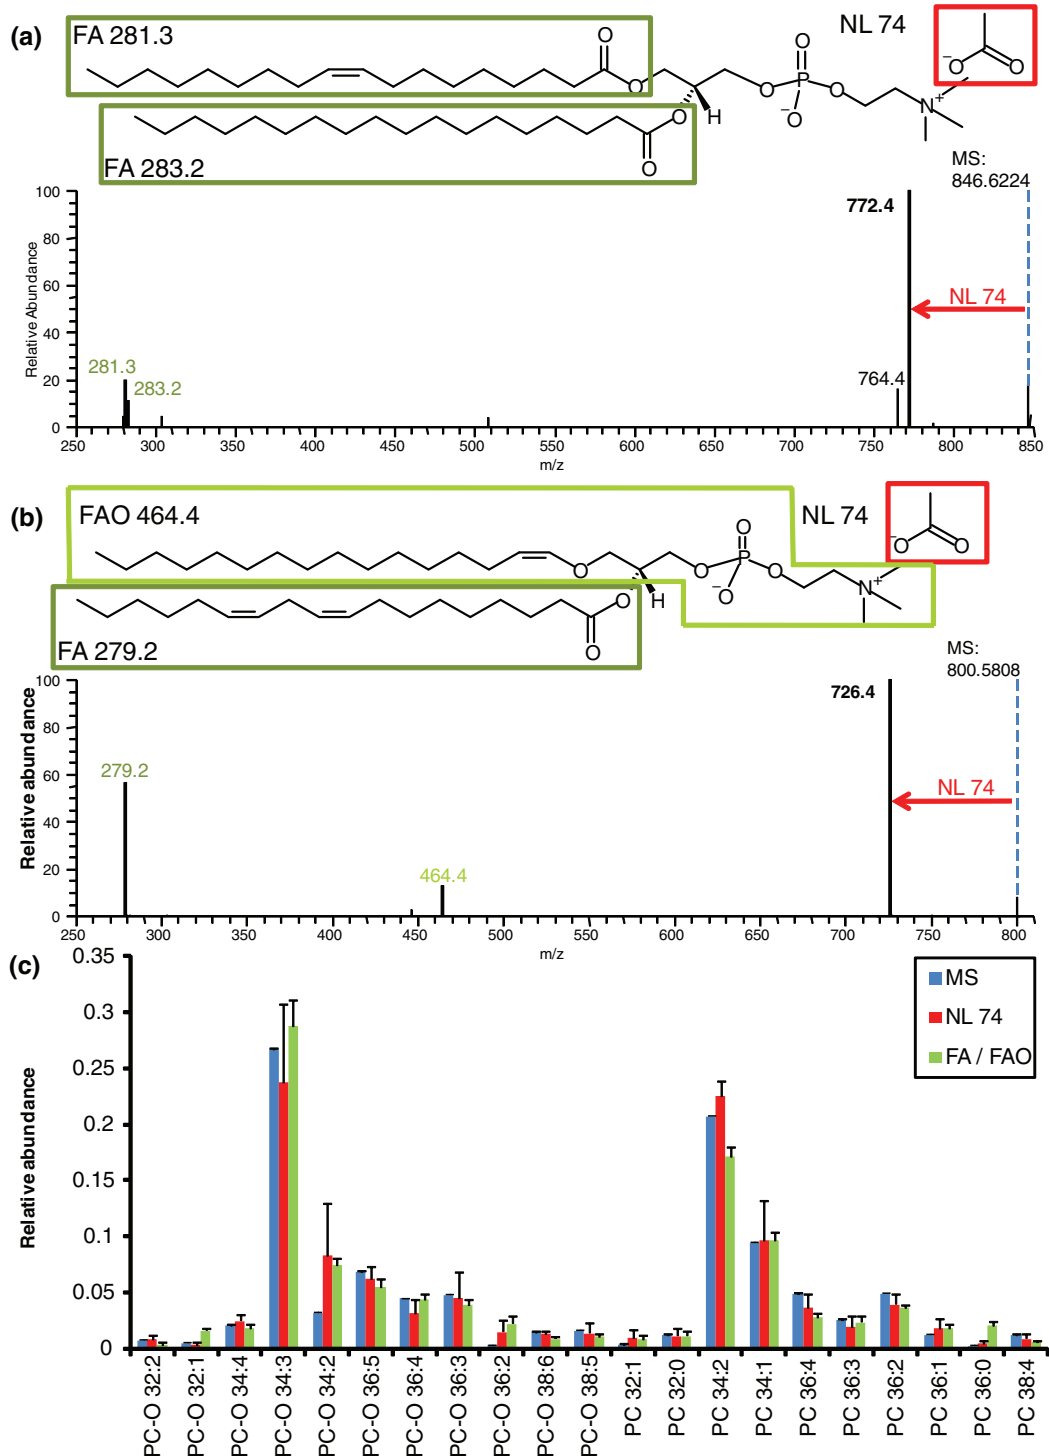 (a)
FA 281.3
NL 74
O
O
O
−O
O
O
P
O
−O
N+
O
H
O
FA 283.2
MS:
846.6224
100
80
60
40
20
0
Relative Abundance
772.4
NL 74
764.4
281.3
283.2
250 300 350 400 450 500 550 600 650 700 750 800 850
m/z
(b)
FAO 464.4
NL 74
−O
O
O
O
O
P
O
−O
N+
O
H
O
FA 279.2
MS:
800.5808
100
80
60
40
20
0
Relative abundance
726.4
NL 74
279.2
464.4
250 300 350 400 450 500 550 600 650 700 750 800
m/z
(c)
0.35
0.3
0.25
0.2
0.15
0.1
0.05
0
Relative abundance
MS
NL 74
FA / FAO
PC-O 32:2
PC-O 32:1
PC-O 34:4
PC-O 34:3
PC-O 34:2
PC-O 36:5
PC-O 36:4
PC-O 36:3
PC-O 36:2
PC-O 38:6
PC-O 38:5
PC 32:1
PC 32:0
PC 34:2
PC 34:1
PC 36:4
PC 36:3
PC 36:2
PC 36:1
PC 36:0
PC 38:4